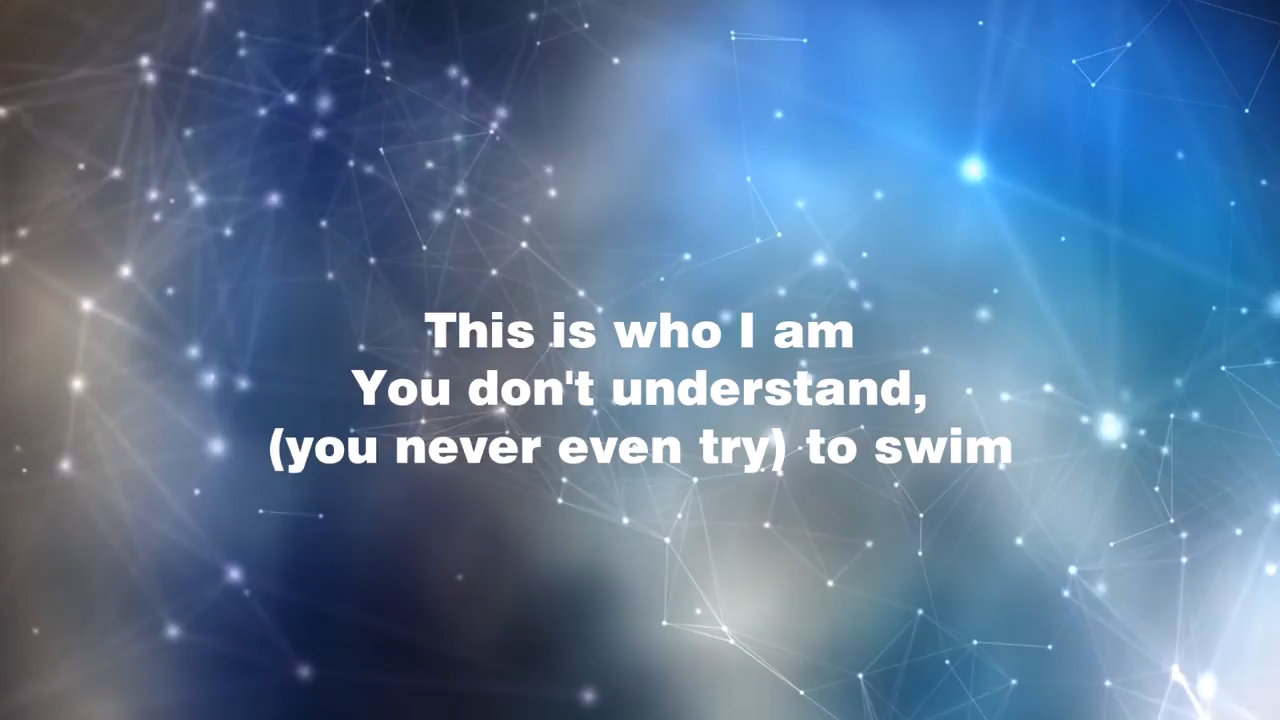 This is who I am
You don't understand,
(you never even try) to swim